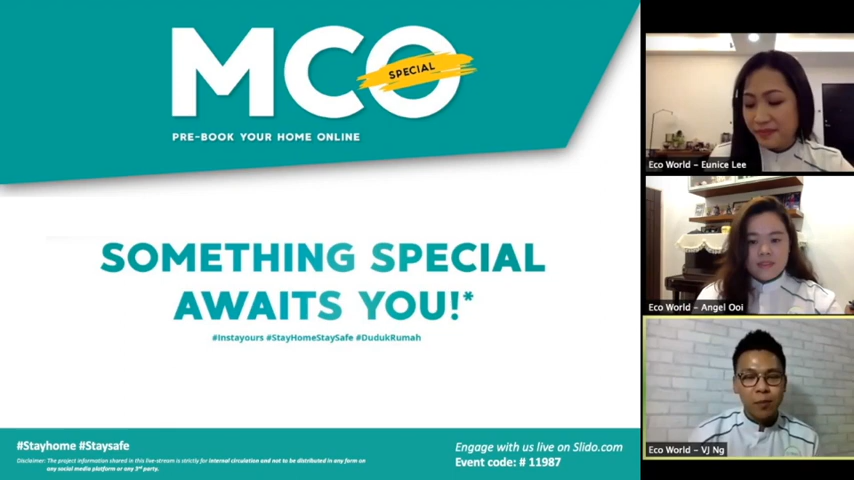 MCO
SPECIAL
PRE-BOOK YOUR HOME ONLINE
SOMETHING SPECIAL
AWAITS YOU!*
#Instayours #StayHomeStaySafe #DudukRumah
#Stayhome #Staysafe
Disclaimer: The project information shared in this live-stream is strictly for internal circulation and not to be distributed in any form on
any social media platform or any 3rd party.
Engage with us live on Slido.com
Event code: # 11987
Eco World – Eunice Lee
Eco World – Angel Ooi
Eco World – VJ Ng